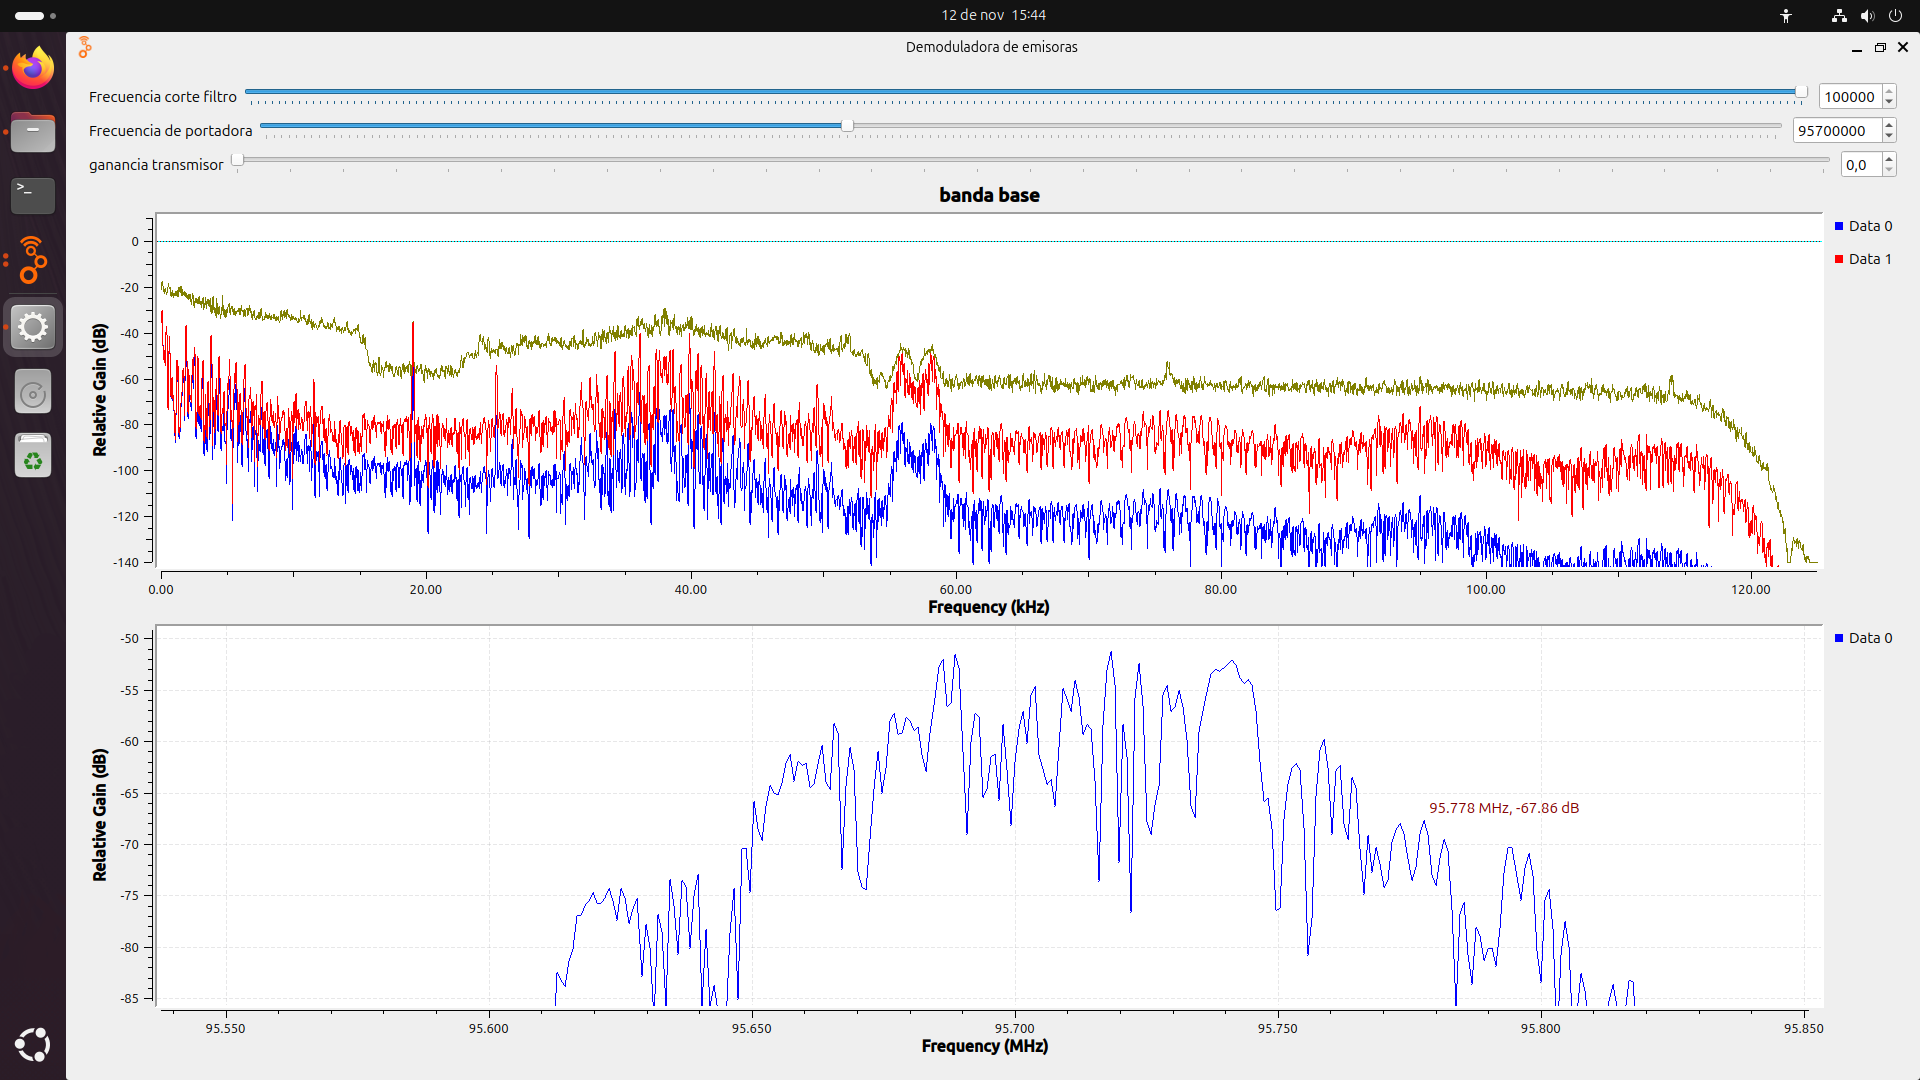 12 de nov 15:44
Demoduladora de emisoras
Frecuencia corte filtro 100000
Frecuencia de portadora 95700000
ganancia transmisor 0,0
banda base
Relative Gain (dB)
0
-20
-40
-60
-80
-100
-120
-140
0.00 20.00 40.00 60.00 80.00 100.00 120.00
Frequency (kHz)
Data 0
Data 1
Relative Gain (dB)
-50
-55
-60
-65
-70
-75
-80
-85
95.778 MHz, -67.86 dB
95.550 95.600 95.650 95.700 95.750 95.800 95.850
Frequency (MHz)
Data 0